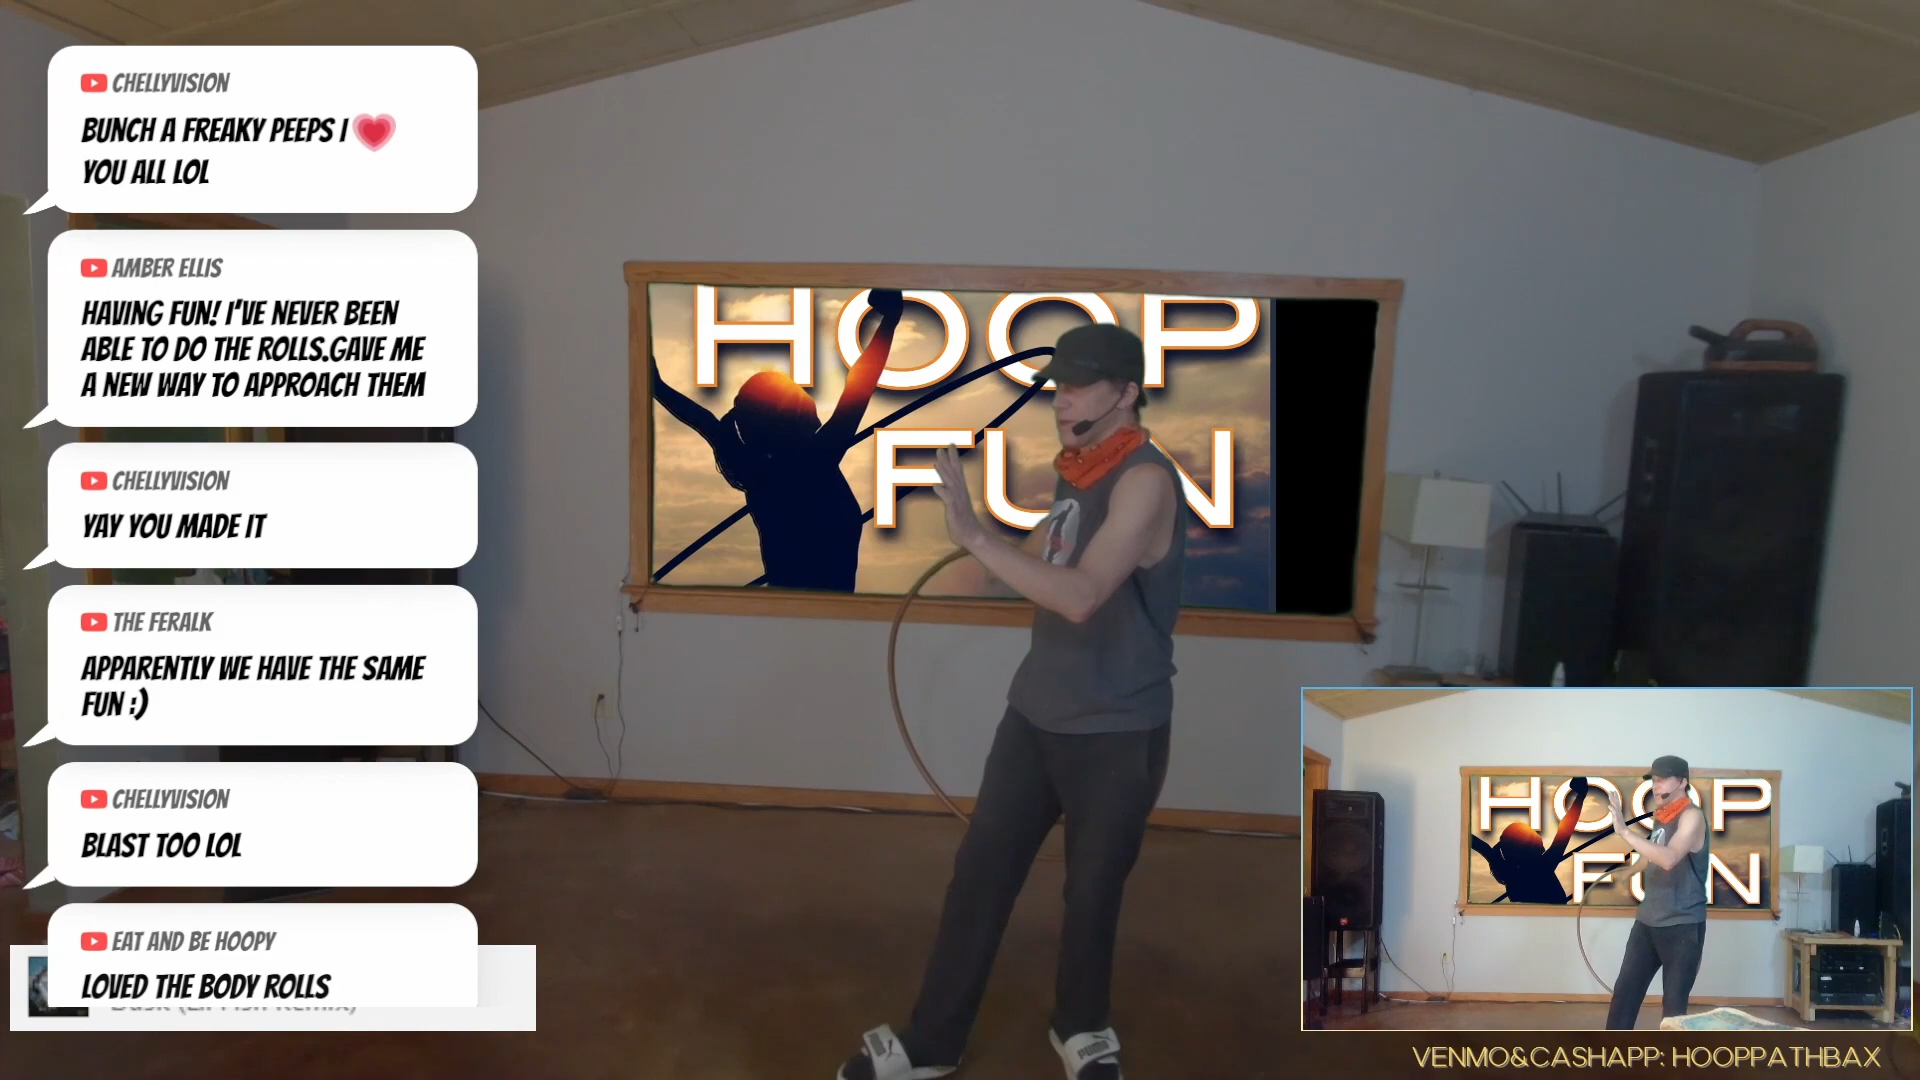 CHELLYVISION
BUNCH A FREAKY PEEPS I
YOU ALL LOL
AMBER ELLIS
HAVING FUN! I'VE NEVER BEEN
ABLE TO DO THE ROLLS.GAVE ME
A NEW WAY TO APPROACH THEM
CHELLYVISION
YAY YOU MADE IT
THE FERALK
APPARENTLY WE HAVE THE SAME
FUN :)
CHELLYVISION
BLAST TOO LOL
EAT AND BE HOOPY
LOVED THE BODY ROLLS
HOOP
FUN
PUMA
HOOP
FUN
VENMO&CASHAPP: HOOPPATHBAX